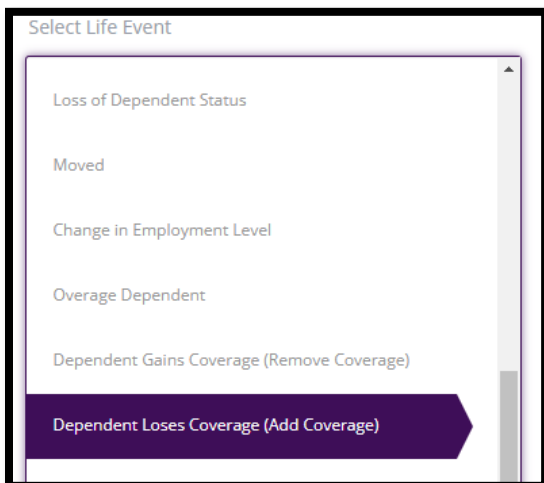 Select Life Event
Loss of Dependent Status
Moved
Change in Employment Level
Overage Dependent
Dependent Gains Coverage (Remove Coverage)
Dependent Loses Coverage (Add Coverage)